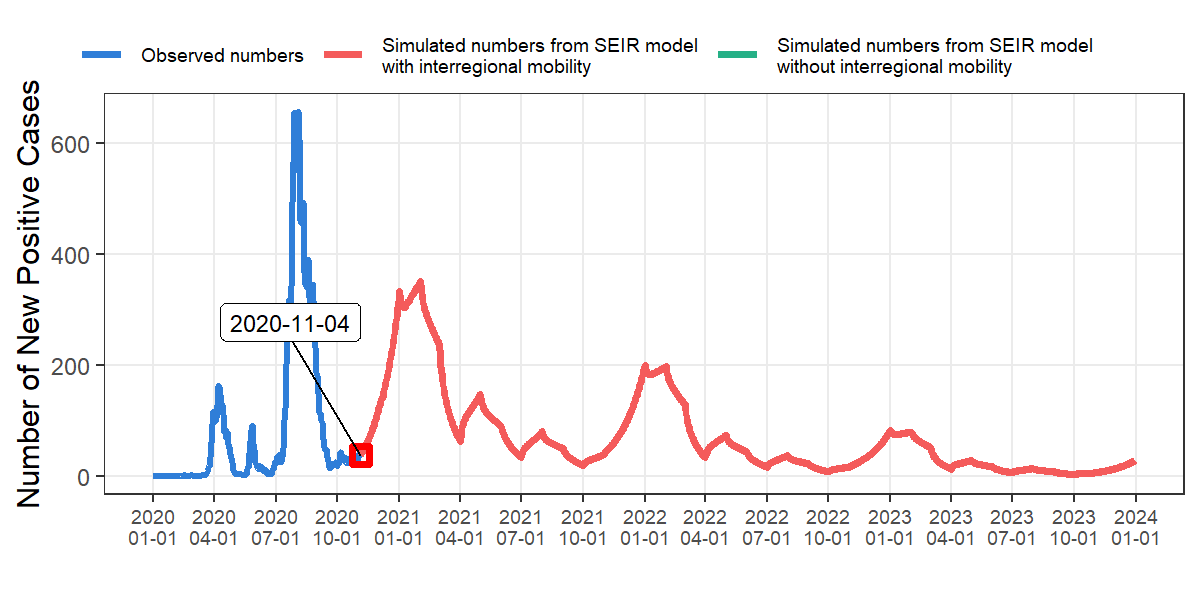 Observed numbers
Simulated numbers from SEIR model
with interregional mobility
Simulated numbers from SEIR model
without interregional mobility
Number of New Positive Cases
600
400
200
0
2020-11-04
2020 2020 2020 2020 2021 2021 2021 2021 2022 2022 2022 2022 2023 2023 2023 2023 2024
01-01 04-01 07-01 10-01 01-01 04-01 07-01 10-01 01-01 04-01 07-01 10-01 01-01 04-01 07-01 10-01 01-01